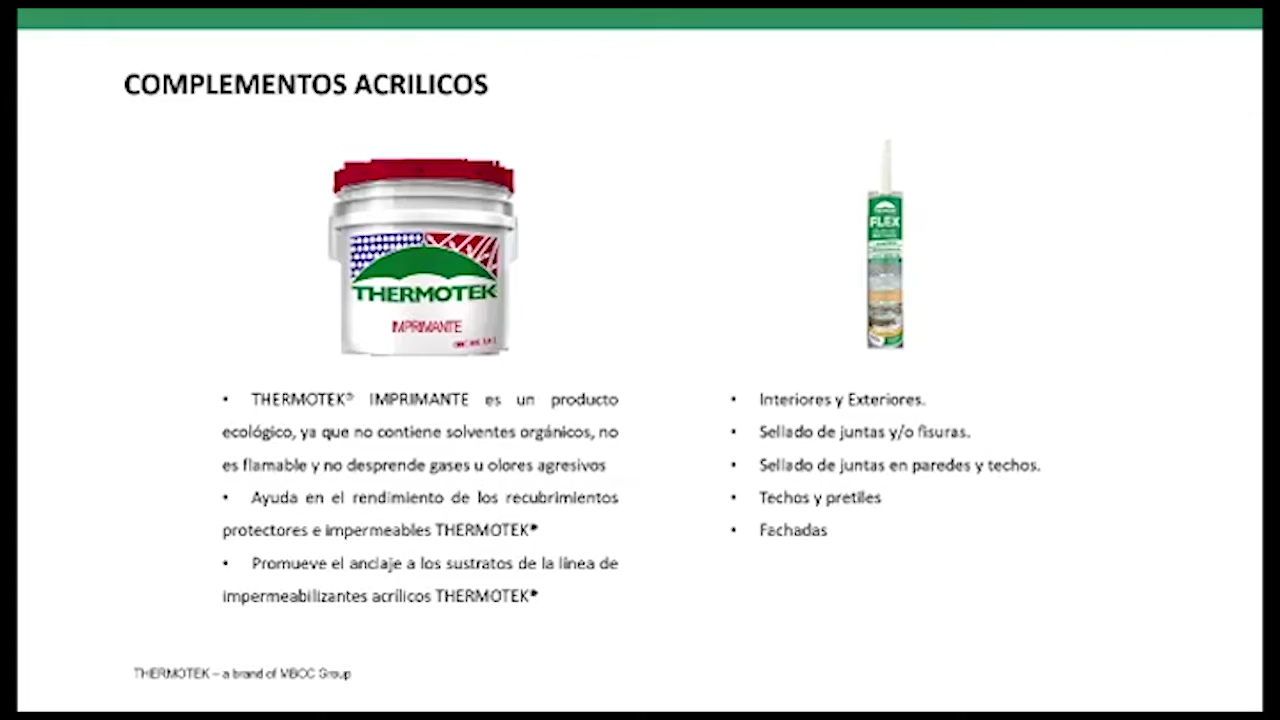 COMPLEMENTOS ACRILICOS
THERMOTEK
IMPRIMANTE
FLEX
• THERMOTEK® IMPRIMANTE es un producto
ecológico, ya que no contiene solventes orgánicos, no
es flamable y no desprende gases u olores agresivos
• Ayuda en el rendimiento de los recubrimientos
protectores e impermeables THERMOTEK®
• Promueve el anclaje a los sustratos de la línea de
impermeabilizantes acrílicos THERMOTEK®
• Interiores y Exteriores.
• Sellado de juntas y/o fisuras.
• Sellado de juntas en paredes y techos.
• Techos y pretiles
• Fachadas
THERMOTEK – a brand of MBCC Group